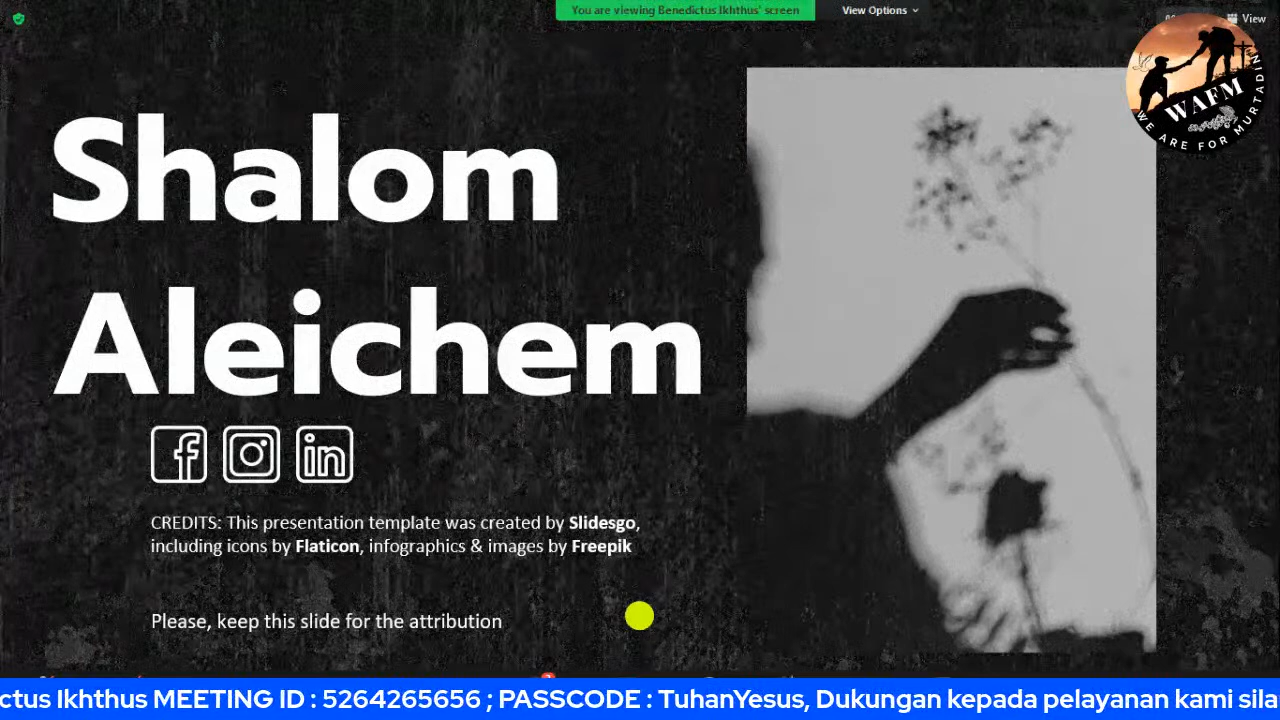 You are viewing Benedictus Ikhthus' screen
View Options
View
WAFM
WE ARE FOR MURTADIN
Shalom
Aleichem
CREDITS: This presentation template was created by Slidesgo,
including icons by Flaticon, infographics & images by Freepik
Please, keep this slide for the attribution
ctus Ikhthus MEETING ID : 5264265656 ; PASSCODE : TuhanYesus, Dukungan kepada pelayanan kami sila